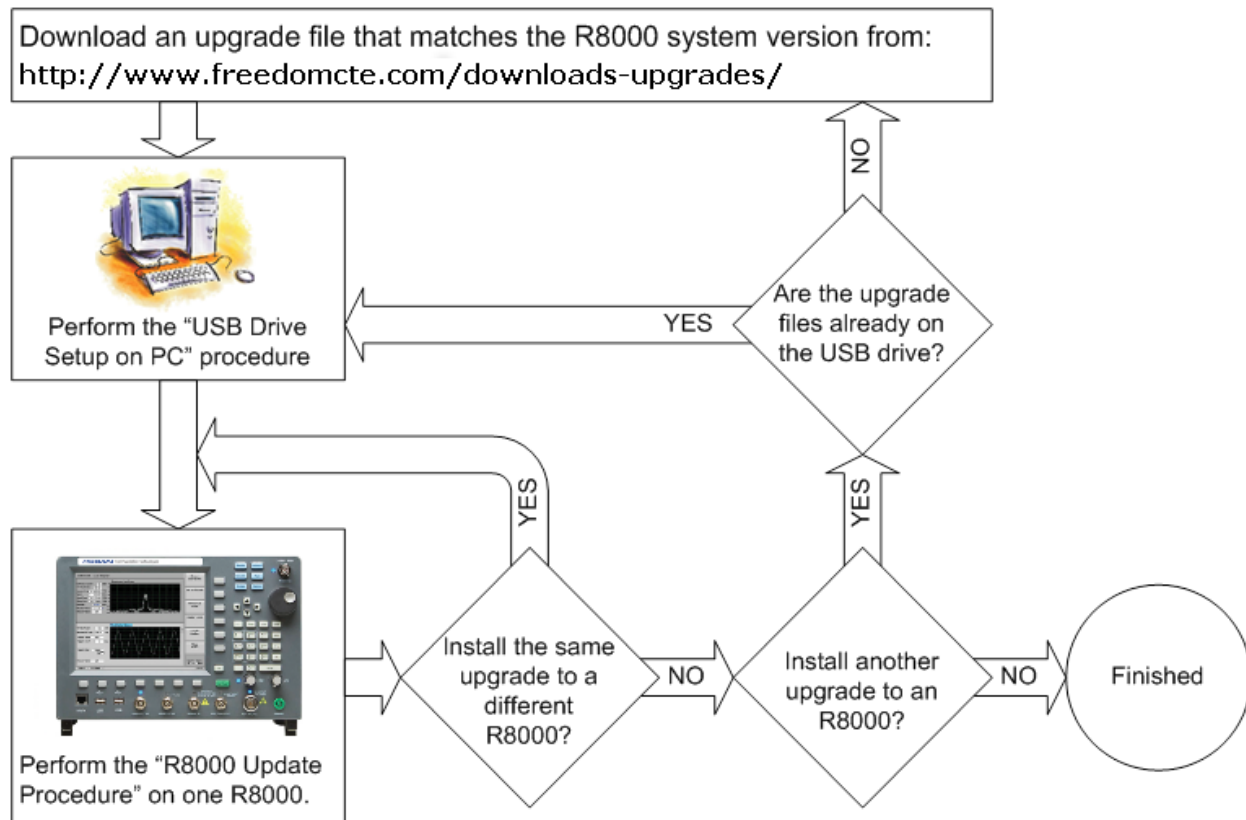 Download an upgrade file that matches the R8000 system version from:
http://www.freedomcte.com/downloads-upgrades/
Perform the “USB Drive
Setup on PC” procedure
YES
NO
Are the upgrade
files already on
the USB drive?
YES
YES
Perform the “R8000 Update
Procedure” on one R8000.
Install the same
upgrade to a
different
R8000?
NO
Install another
upgrade to an
R8000?
NO
Finished